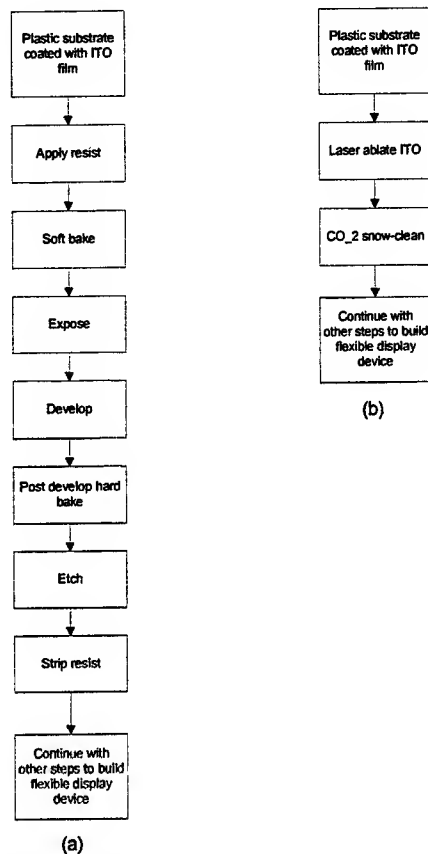 Plastic substrate
coated with ITO
film
Apply resist
Soft bake
Expose
Develop
Post develop hard
bake
Etch
Strip resist
Continue with
other steps to build
flexible display
device
(a)
Plastic substrate
coated with ITO
film
Laser ablate ITO
CO_2 snow-clean
Continue with
other steps to build
flexible display
device
(b)